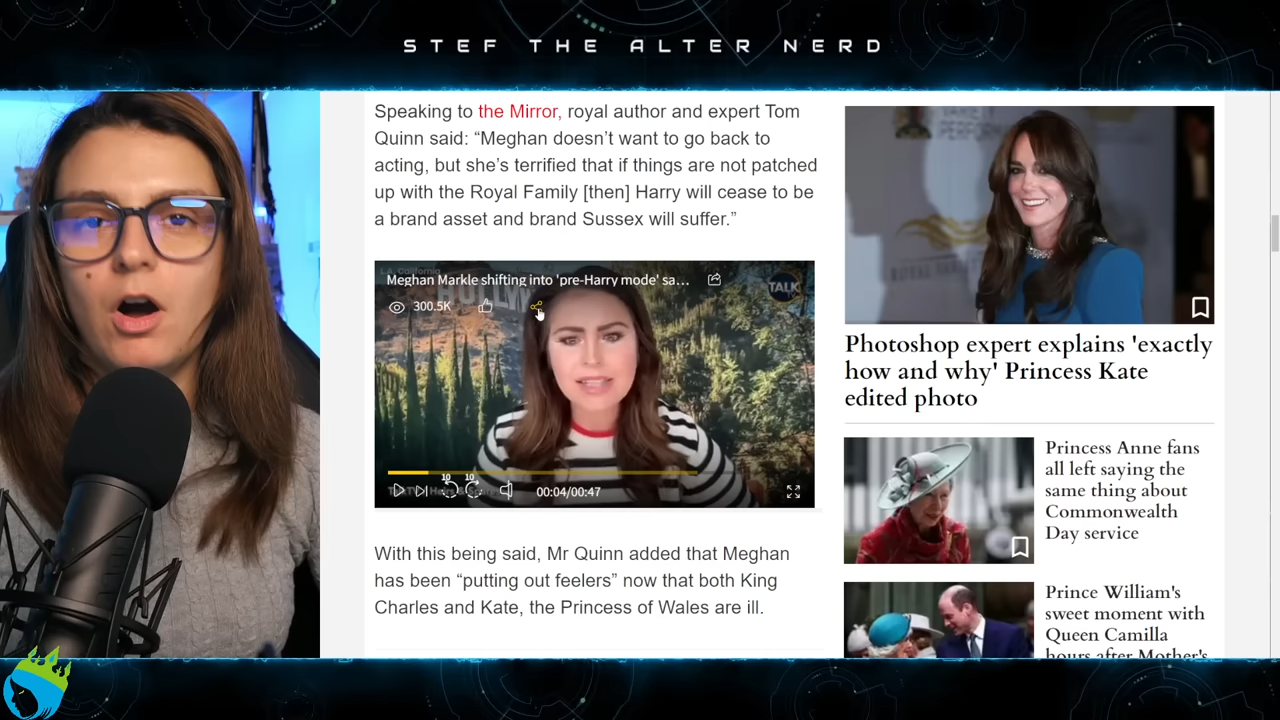 STEF THE ALTER NERD
Speaking to the Mirror, royal author and expert Tom
Quinn said: “Meghan doesn’t want to go back to
acting, but she’s terrified that if things are not patched
up with the Royal Family [then] Harry will cease to be
a brand asset and brand Sussex will suffer.”
Meghan Markle shifting into 'pre-Harry mode' sa...
TALK
300.5K
10
10
00:04/00:47
With this being said, Mr Quinn added that Meghan
has been “putting out feelers” now that both King
Charles and Kate, the Princess of Wales are ill.
Photoshop expert explains 'exactly
how and why' Princess Kate
edited photo
Princess Anne fans
all left saying the
same thing about
Commonwealth
Day service
Prince William's
sweet moment with
Queen Camilla
hours after Mother's